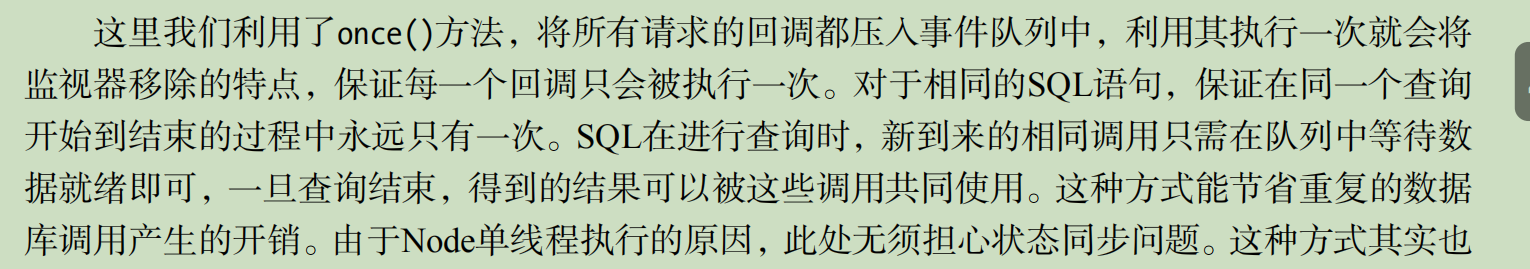 这里我们利用了once()方法，将所有请求的回调都压入事件队列中，利用其执行一次就会将
监视器移除的特点，保证每一个回调只会被执行一次。对于相同的SQL语句，保证在同一个查询
开始到结束的过程中永远只有一次。SQL在进行查询时，新到来的相同调用只需在队列中等待数
据就绪即可，一旦查询结束，得到的结果可以被这些调用共同使用。这种方式能节省重复的数据
库调用产生的开销。由于Node单线程执行的原因，此处无须担心状态同步问题。这种方式其实也